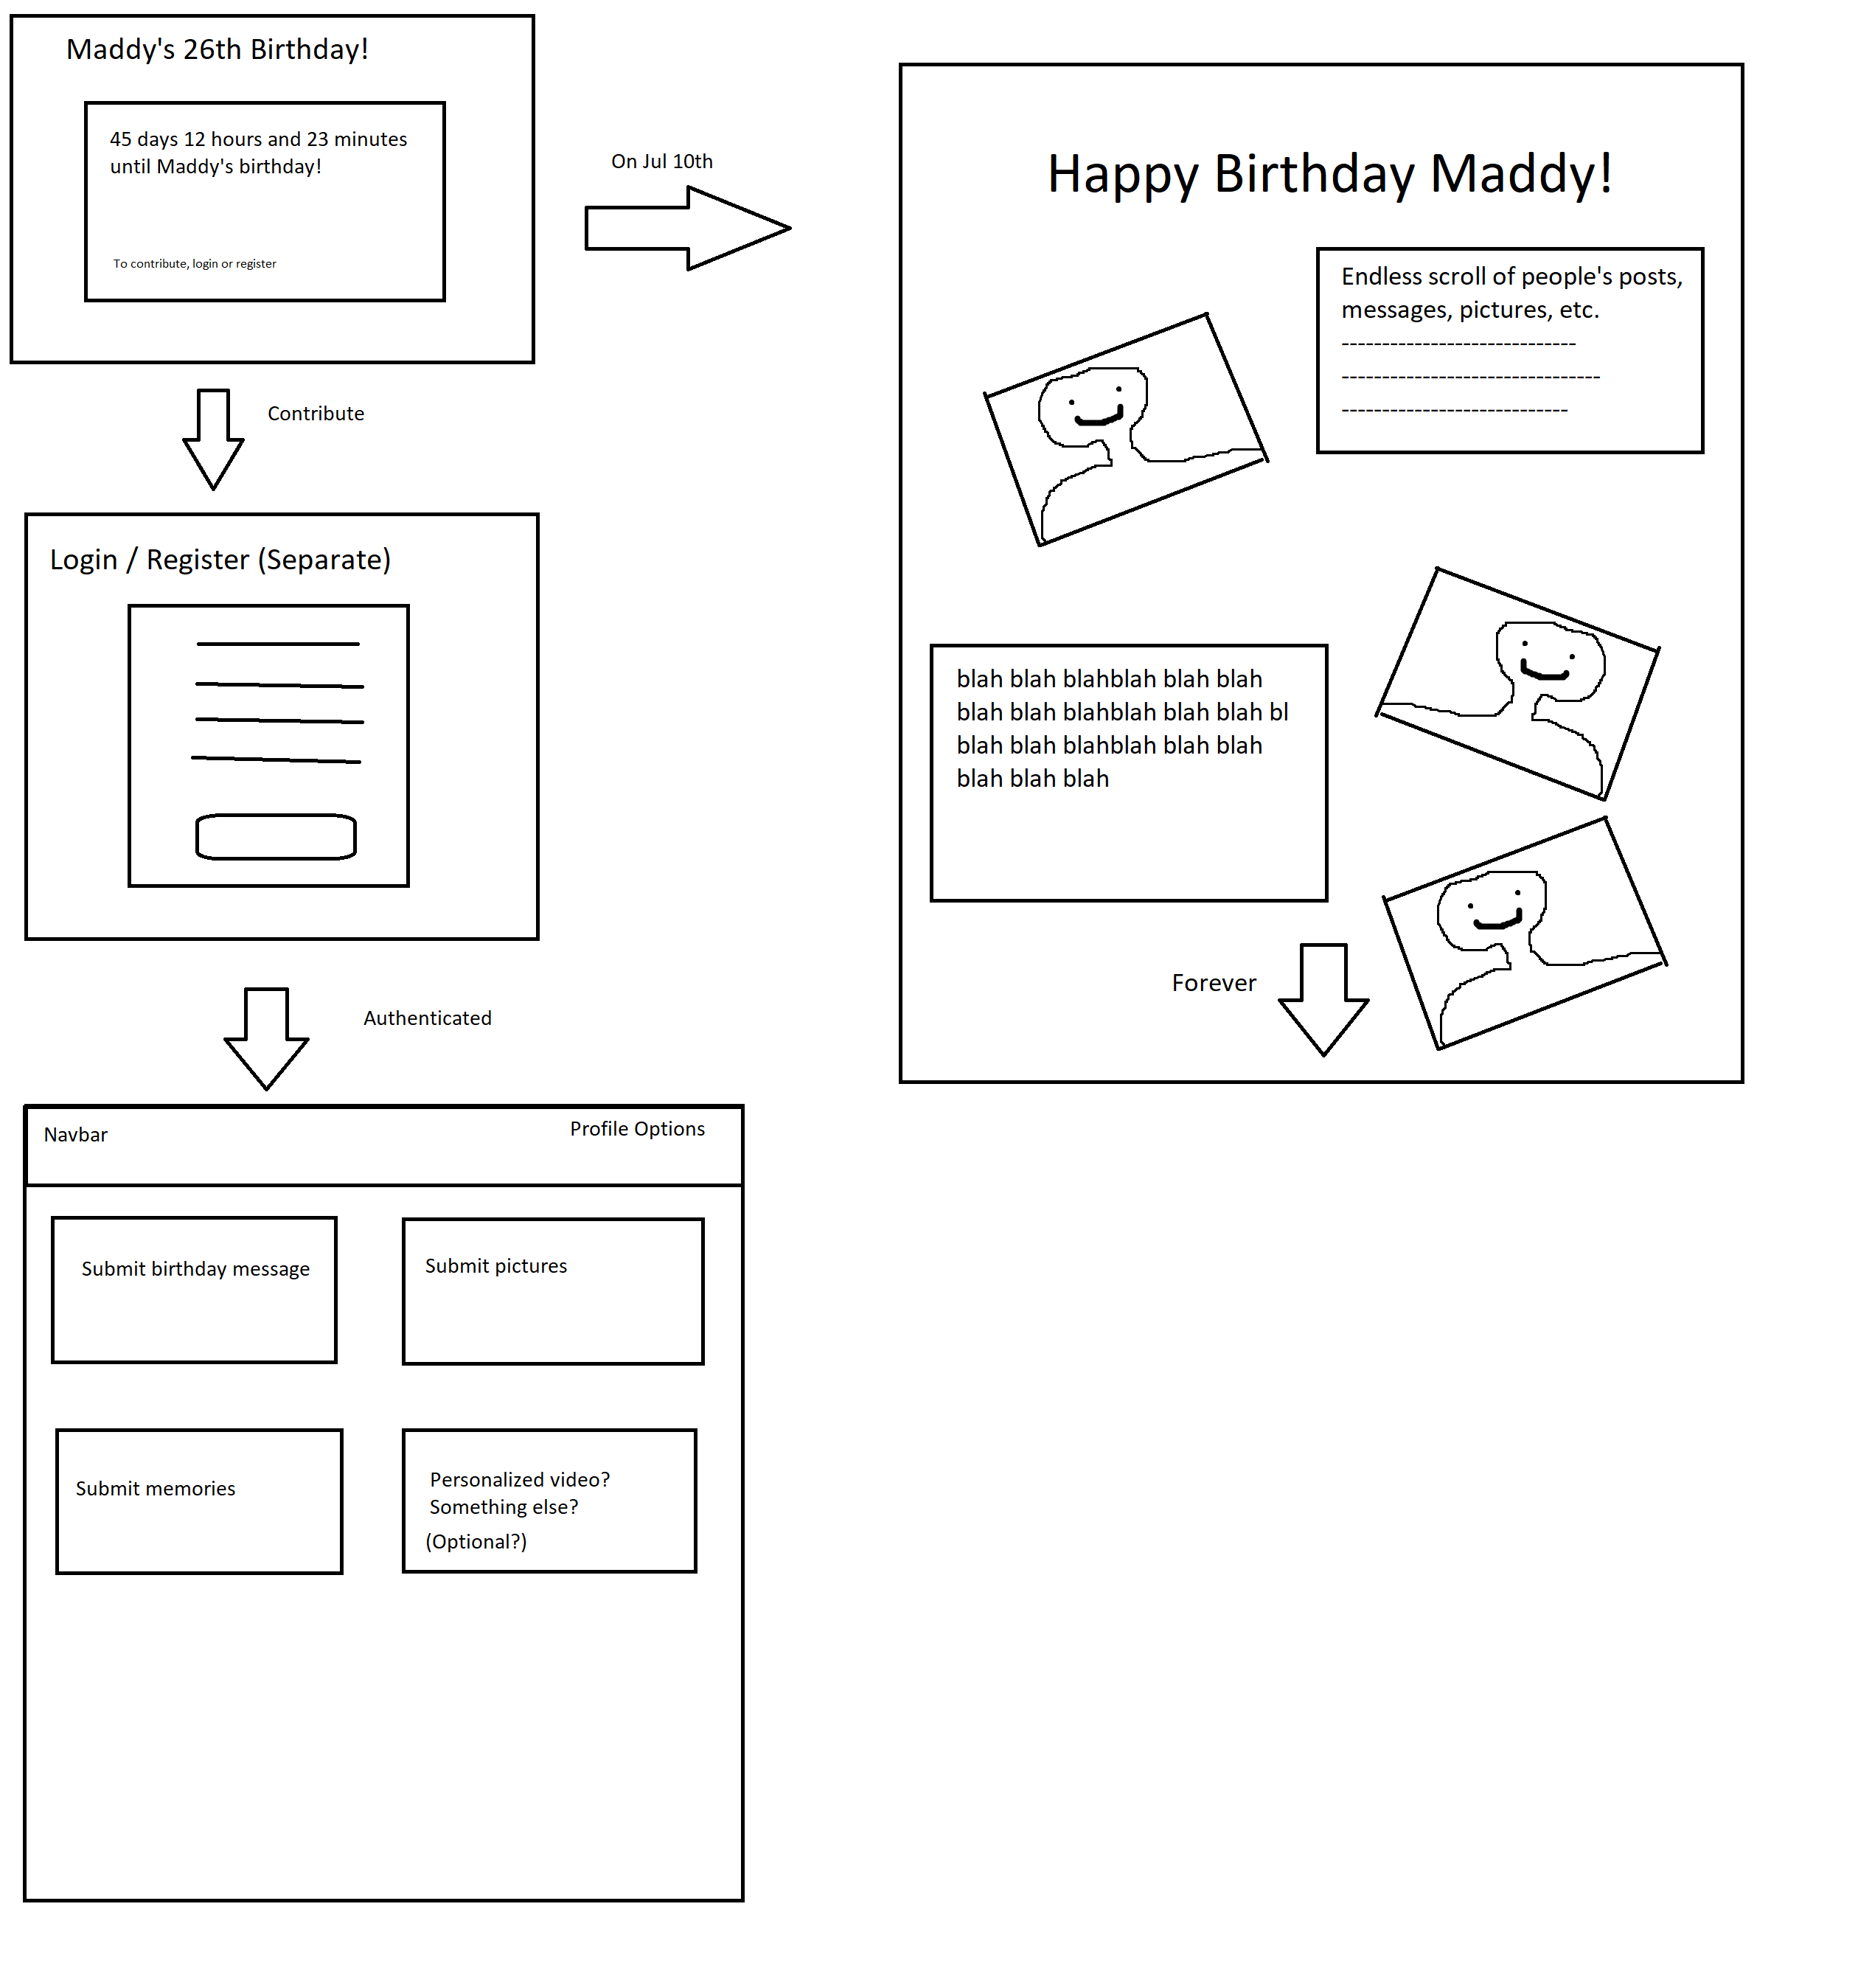 Maddy's 26th Birthday!
45 days 12 hours and 23 minutes
until Maddy's birthday!
To contribute, login or register
On Jul 10th
Contribute
Login / Register (Separate)
Authenticated
Navbar
Profile Options
Submit birthday message
Submit pictures
Submit memories
Personalized video?
Something else?
(Optional?)
Happy Birthday Maddy!
Endless scroll of people's posts,
messages, pictures, etc.
-----------------------------
--------------------------------
----------------------------
blah blah blahblah blah blah
blah blah blahblah blah blah bl
blah blah blahblah blah blah
blah blah blah
Forever